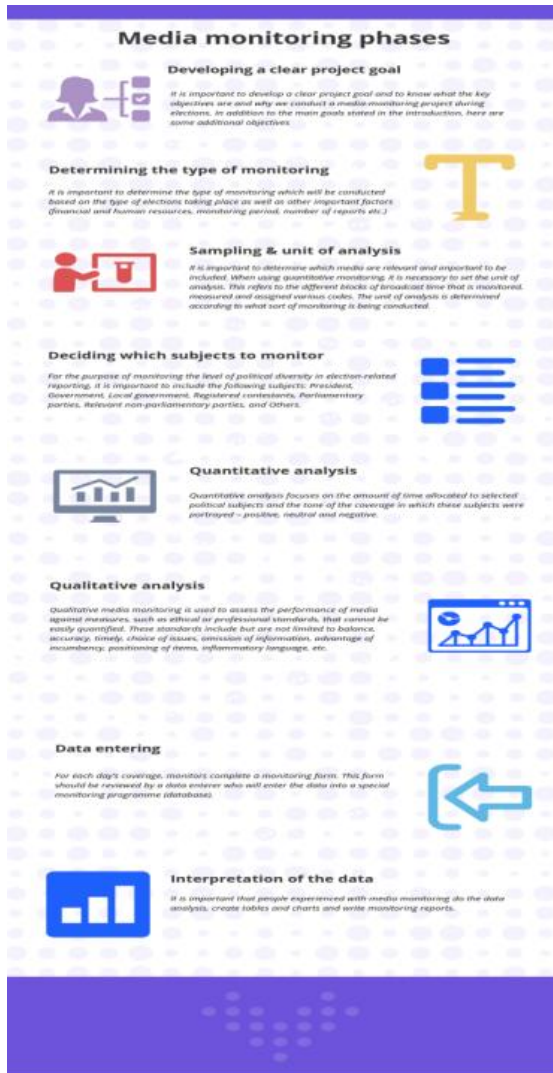 Media monitoring phases
Developing a clear project goal
It is important to develop a clear project goal and to know what the key
objectives are and why we conduct a media monitoring project during
elections. In addition to the main goals stated in the introduction, here are
some additional objectives.
Determining the type of monitoring
It is important to determine the type of monitoring which will be conducted
based on the type of elections taking place as well as other important factors
(financial and human resources, monitoring period, number of reports etc.)
Sampling & unit of analysis
It is important to determine which media are relevant and important to be
included. When using quantitative monitoring, it is necessary to set the unit of
analysis. This refers to the different blocks of broadcast time that is monitored,
measured and assigned various codes. The unit of analysis is determined
according to what sort of monitoring is being conducted.
Deciding which subjects to monitor
For the purpose of monitoring the level of political diversity in election-related
reporting, it is important to include the following subjects: President,
Government, Local government, Registered contestants, Parliamentary
parties, Relevant non-parliamentary parties, and Others.
Quantitative analysis
Quantitative analysis focuses on the amount of time allocated to selected
political subjects and the tone of the coverage in which these subjects were
portrayed – positive, neutral and negative.
Qualitative analysis
Qualitative media monitoring is used to assess the performance of media
against measures, such as ethical or professional standards, that cannot be
easily quantified. These standards include but are not limited to balance,
accuracy, timely, choice of issues, omission of information, advantage of
incumbency, positioning of items, inflammatory language, etc.
Data entering
For each day's coverage, monitors complete a monitoring form. This form
should be reviewed by a data enterer who will enter the data into a special
monitoring programme (database).
Interpretation of the data
It is important that people experienced with media monitoring do the data
analysis, create tables and charts and write monitoring reports.